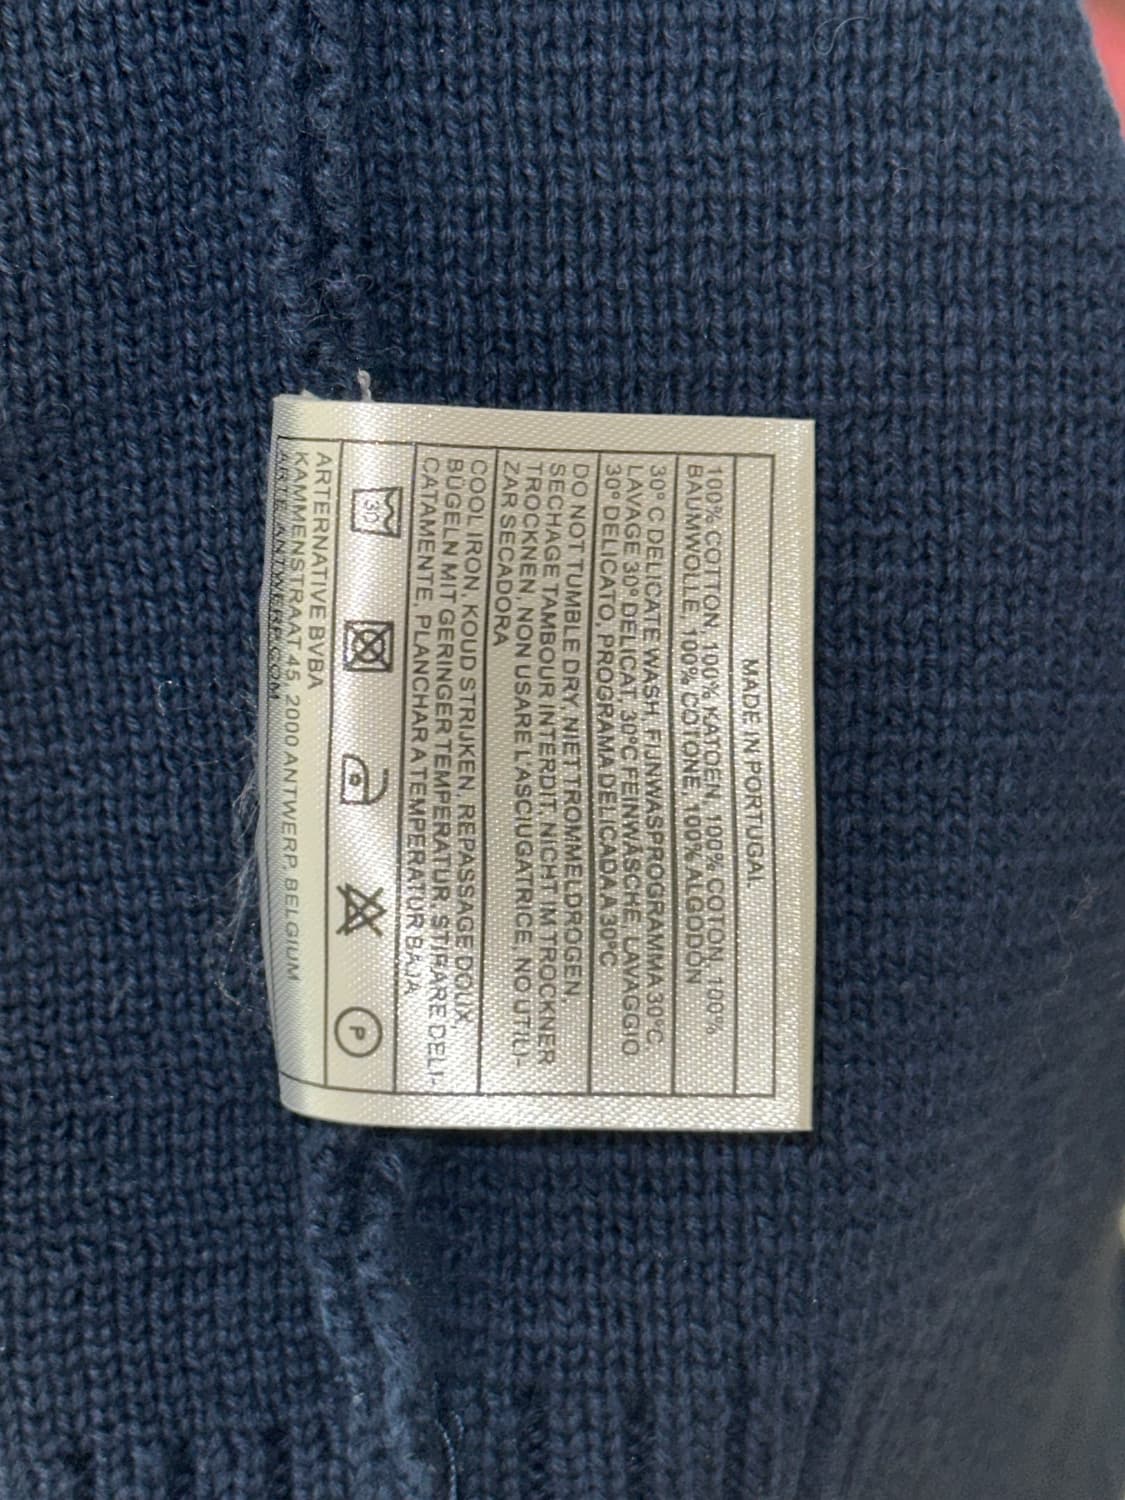 MADE IN PORTUGAL
100% COTTON, 100% KATOEN, 100% COTON, 100%
BAUMWOLLE, 100% COTONE, 100% ALGODÓN
30° C DELICATE WASH, FIJNWASPROGRAMMA 30°C,
LAVAGE 30° DELICAT, 30°C FEINWÄSCHE, LAVAGGIO
30° DELICATO, PROGRAMA DELICADA A 30°C
DO NOT TUMBLE DRY, NIET TROMMELDROGEN,
SECHAGE TAMBOUR INTERDIT, NICHT IM TROCKNER
TROCKNEN, NON USARE L'ASCIUGATRICE, NO UTILI-
ZAR SECADORA
COOL IRON, KOUD STRIJKEN, REPASSAGE DOUX,
BÜGELN MIT GERINGER TEMPERATUR, STIRARE DELI-
CATAMENTE, PLANCHAR A TEMPERATUR BAJA
30 P
ARTERNATIVE BVBA
KAMMENSTRAAT 45, 2000 ANTWERP, BELGIUM